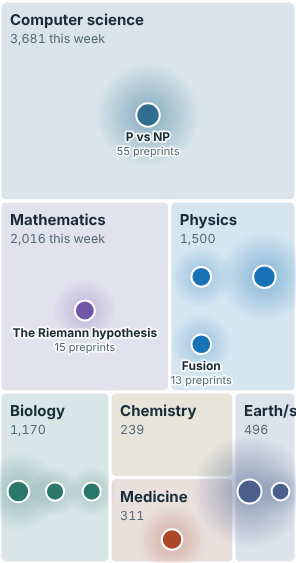 Computer science
3,681 this week
P vs NP
55 preprints
Mathematics
2,016 this week
The Riemann hypothesis
15 preprints
Physics
1,500
Fusion
13 preprints
Biology
1,170
Chemistry
239
Medicine
311
Earth/s
496